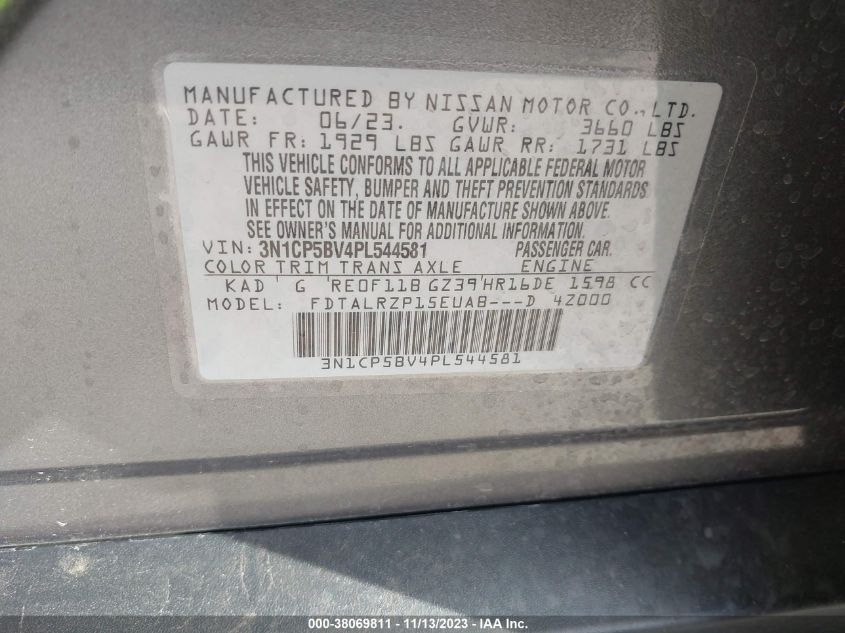 MANUFACTURED BY NISSAN MOTOR CO., LTD.
DATE: 06/23. GVWR: 3660 LBS
GAWR FR: 1929 LBS GAWR RR: 1731 LBS
THIS VEHICLE CONFORMS TO ALL APPLICABLE FEDERAL MOTOR
VEHICLE SAFETY, BUMPER AND THEFT PREVENTION STANDARDS
IN EFFECT ON THE DATE OF MANUFACTURE SHOWN ABOVE.
SEE OWNER'S MANUAL FOR ADDITIONAL INFORMATION.
VIN: 3N1CP5BV4PL544581 PASSENGER CAR.
COLOR TRIM TRANS AXLE ENGINE
KAD G RE0F11B GZ39 HR16DE 1598 CC
MODEL: FDTALRZP15EUAB---D 4Z000
3N1CP5BV4PL544581
000-38069811 - 11/13/2023 - IAAI.com